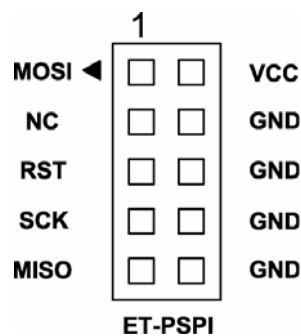 1
MOSI VCC
NC GND
RST GND
SCK GND
MISO GND
ET-PSPI